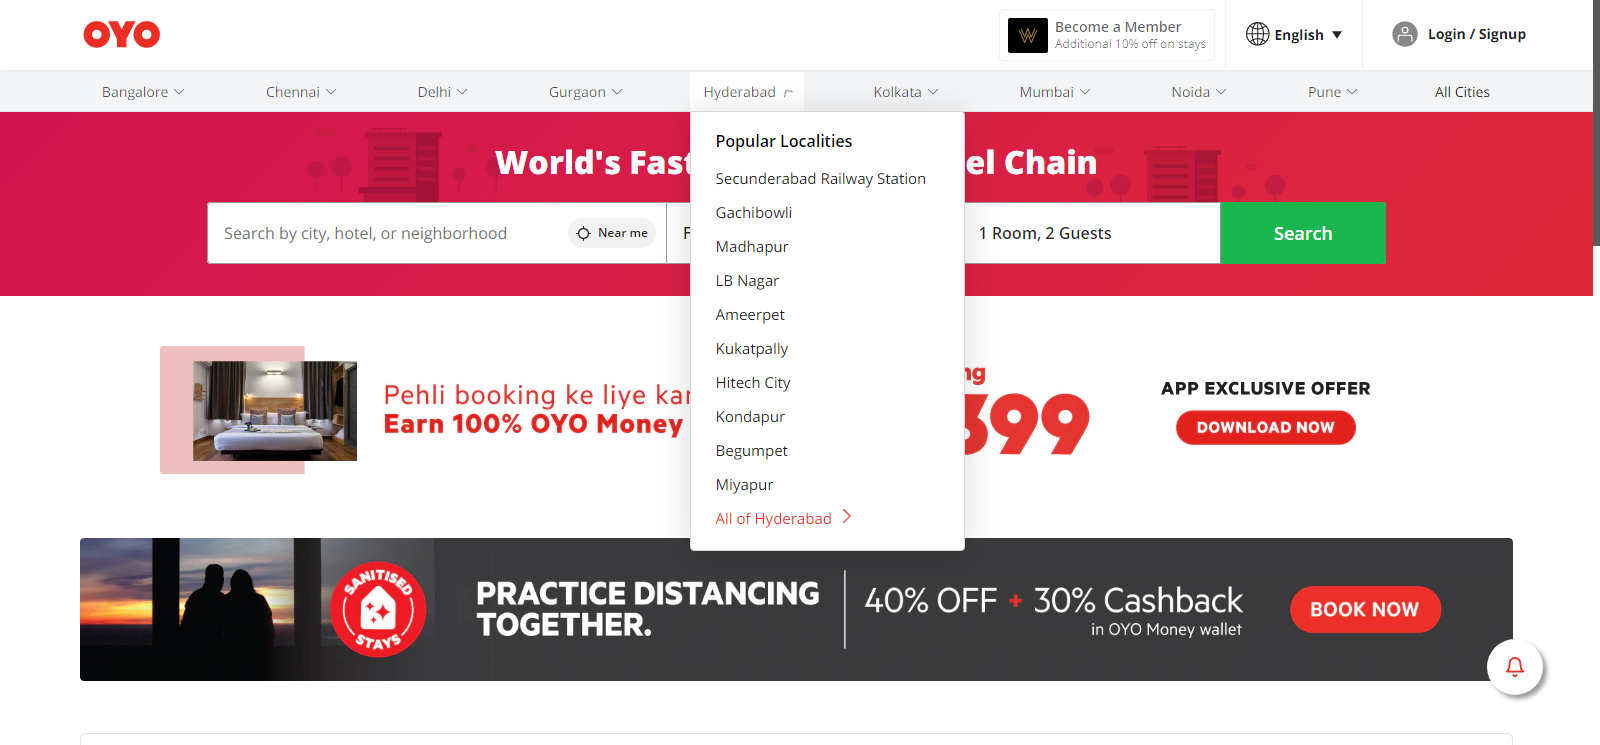 OYO
Become a Member
Additional 10% off on stays
English
Login / Signup
Bangalore
Chennai
Delhi
Gurgaon
Hyderabad
Kolkata
Mumbai
Noida
Pune
All Cities
World's Fas
el Chain
Search by city, hotel, or neighborhood
Near me
1 Room, 2 Guests
Search
Popular Localities
Secunderabad Railway Station
Gachibowli
Madhapur
LB Nagar
Ameerpet
Kukatpally
Hitech City
Kondapur
Begumpet
Miyapur
All of Hyderabad
Pehli booking ke liye kar
Earn 100% OYO Money
ng
399
APP EXCLUSIVE OFFER
DOWNLOAD NOW
SANITISED
STAYS
PRACTICE DISTANCING
TOGETHER.
40% OFF + 30% Cashback
in OYO Money wallet
BOOK NOW